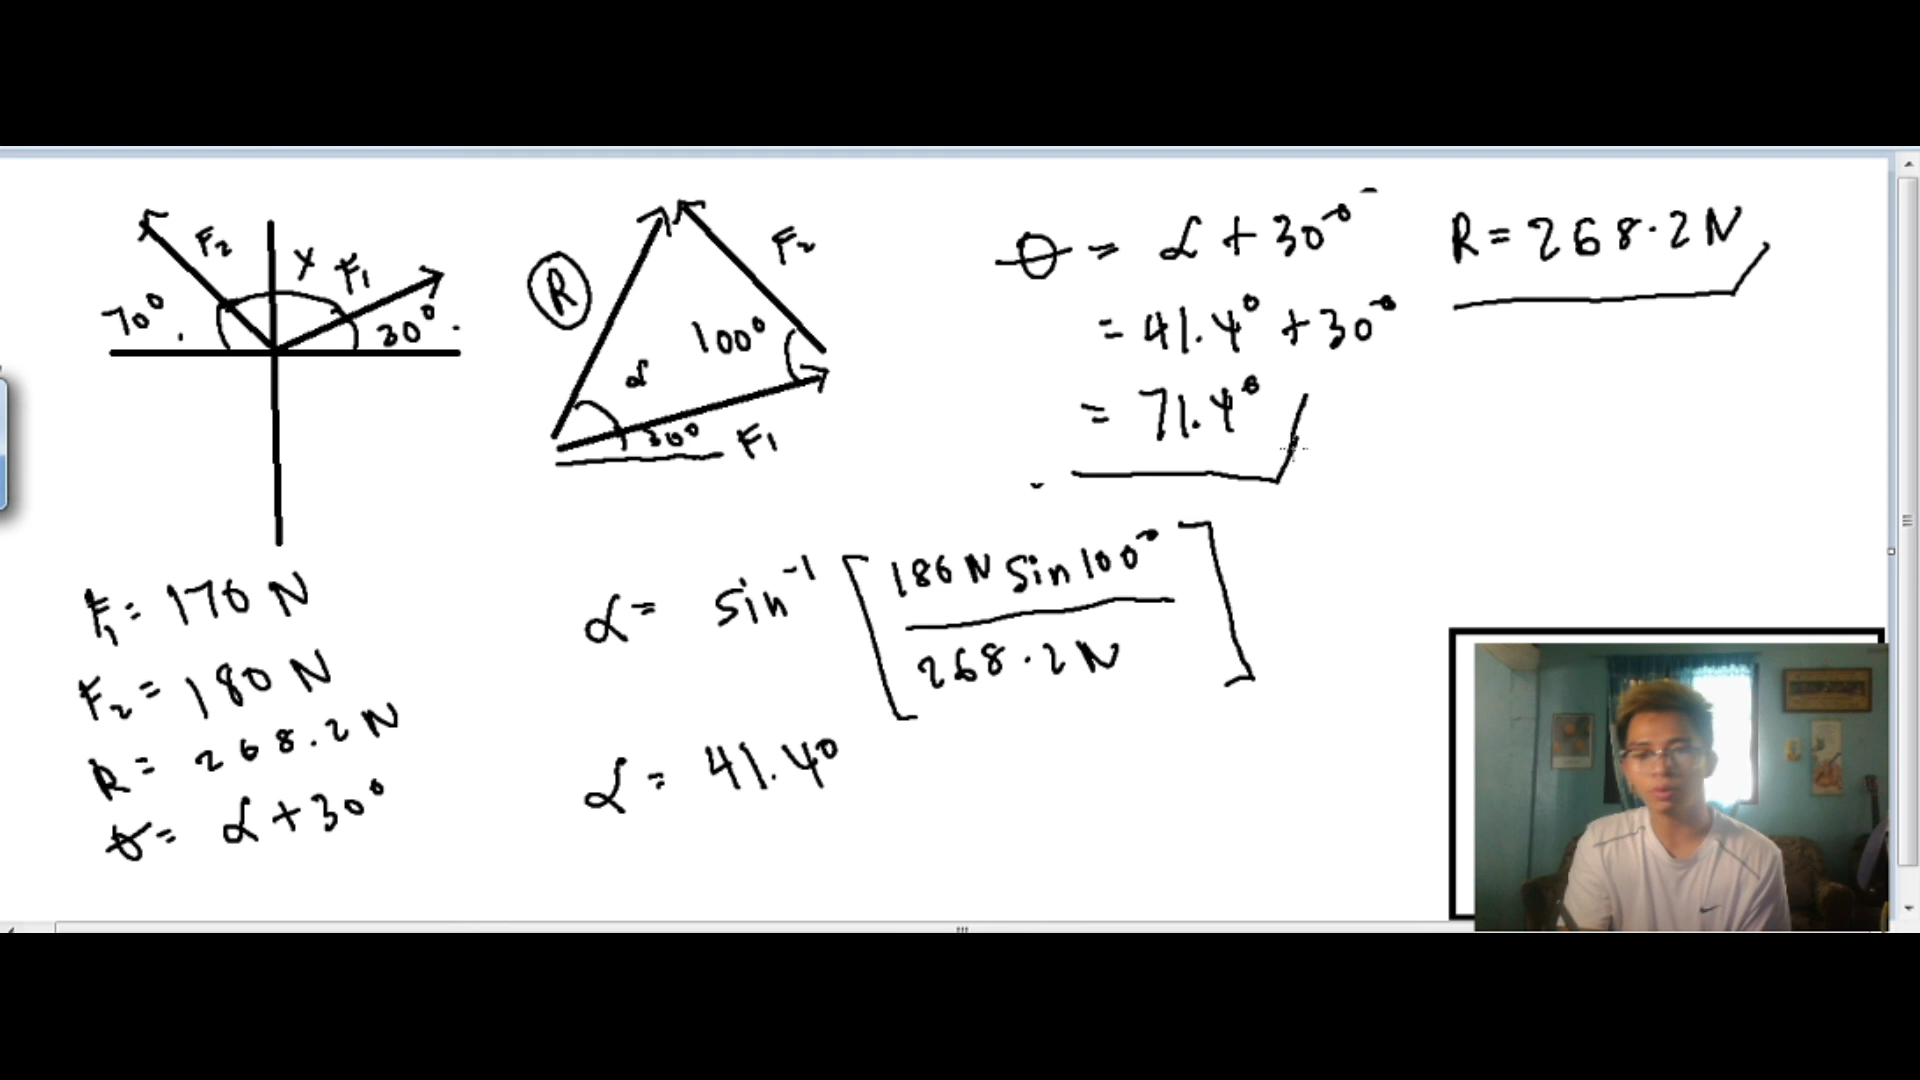 F₂
Y
F₁
70°
30°
R
F₂
100°
α
30°
F₁
θ = α + 30°
= 41.4° + 30°
= 71.4°
R = 268.2 N
F₁ = 170 N
F₂ = 180 N
R = 268.2 N
θ = α + 30°
α = sin⁻¹ [ 180 N sin 100° / 268.2 N ]
α = 41.4°